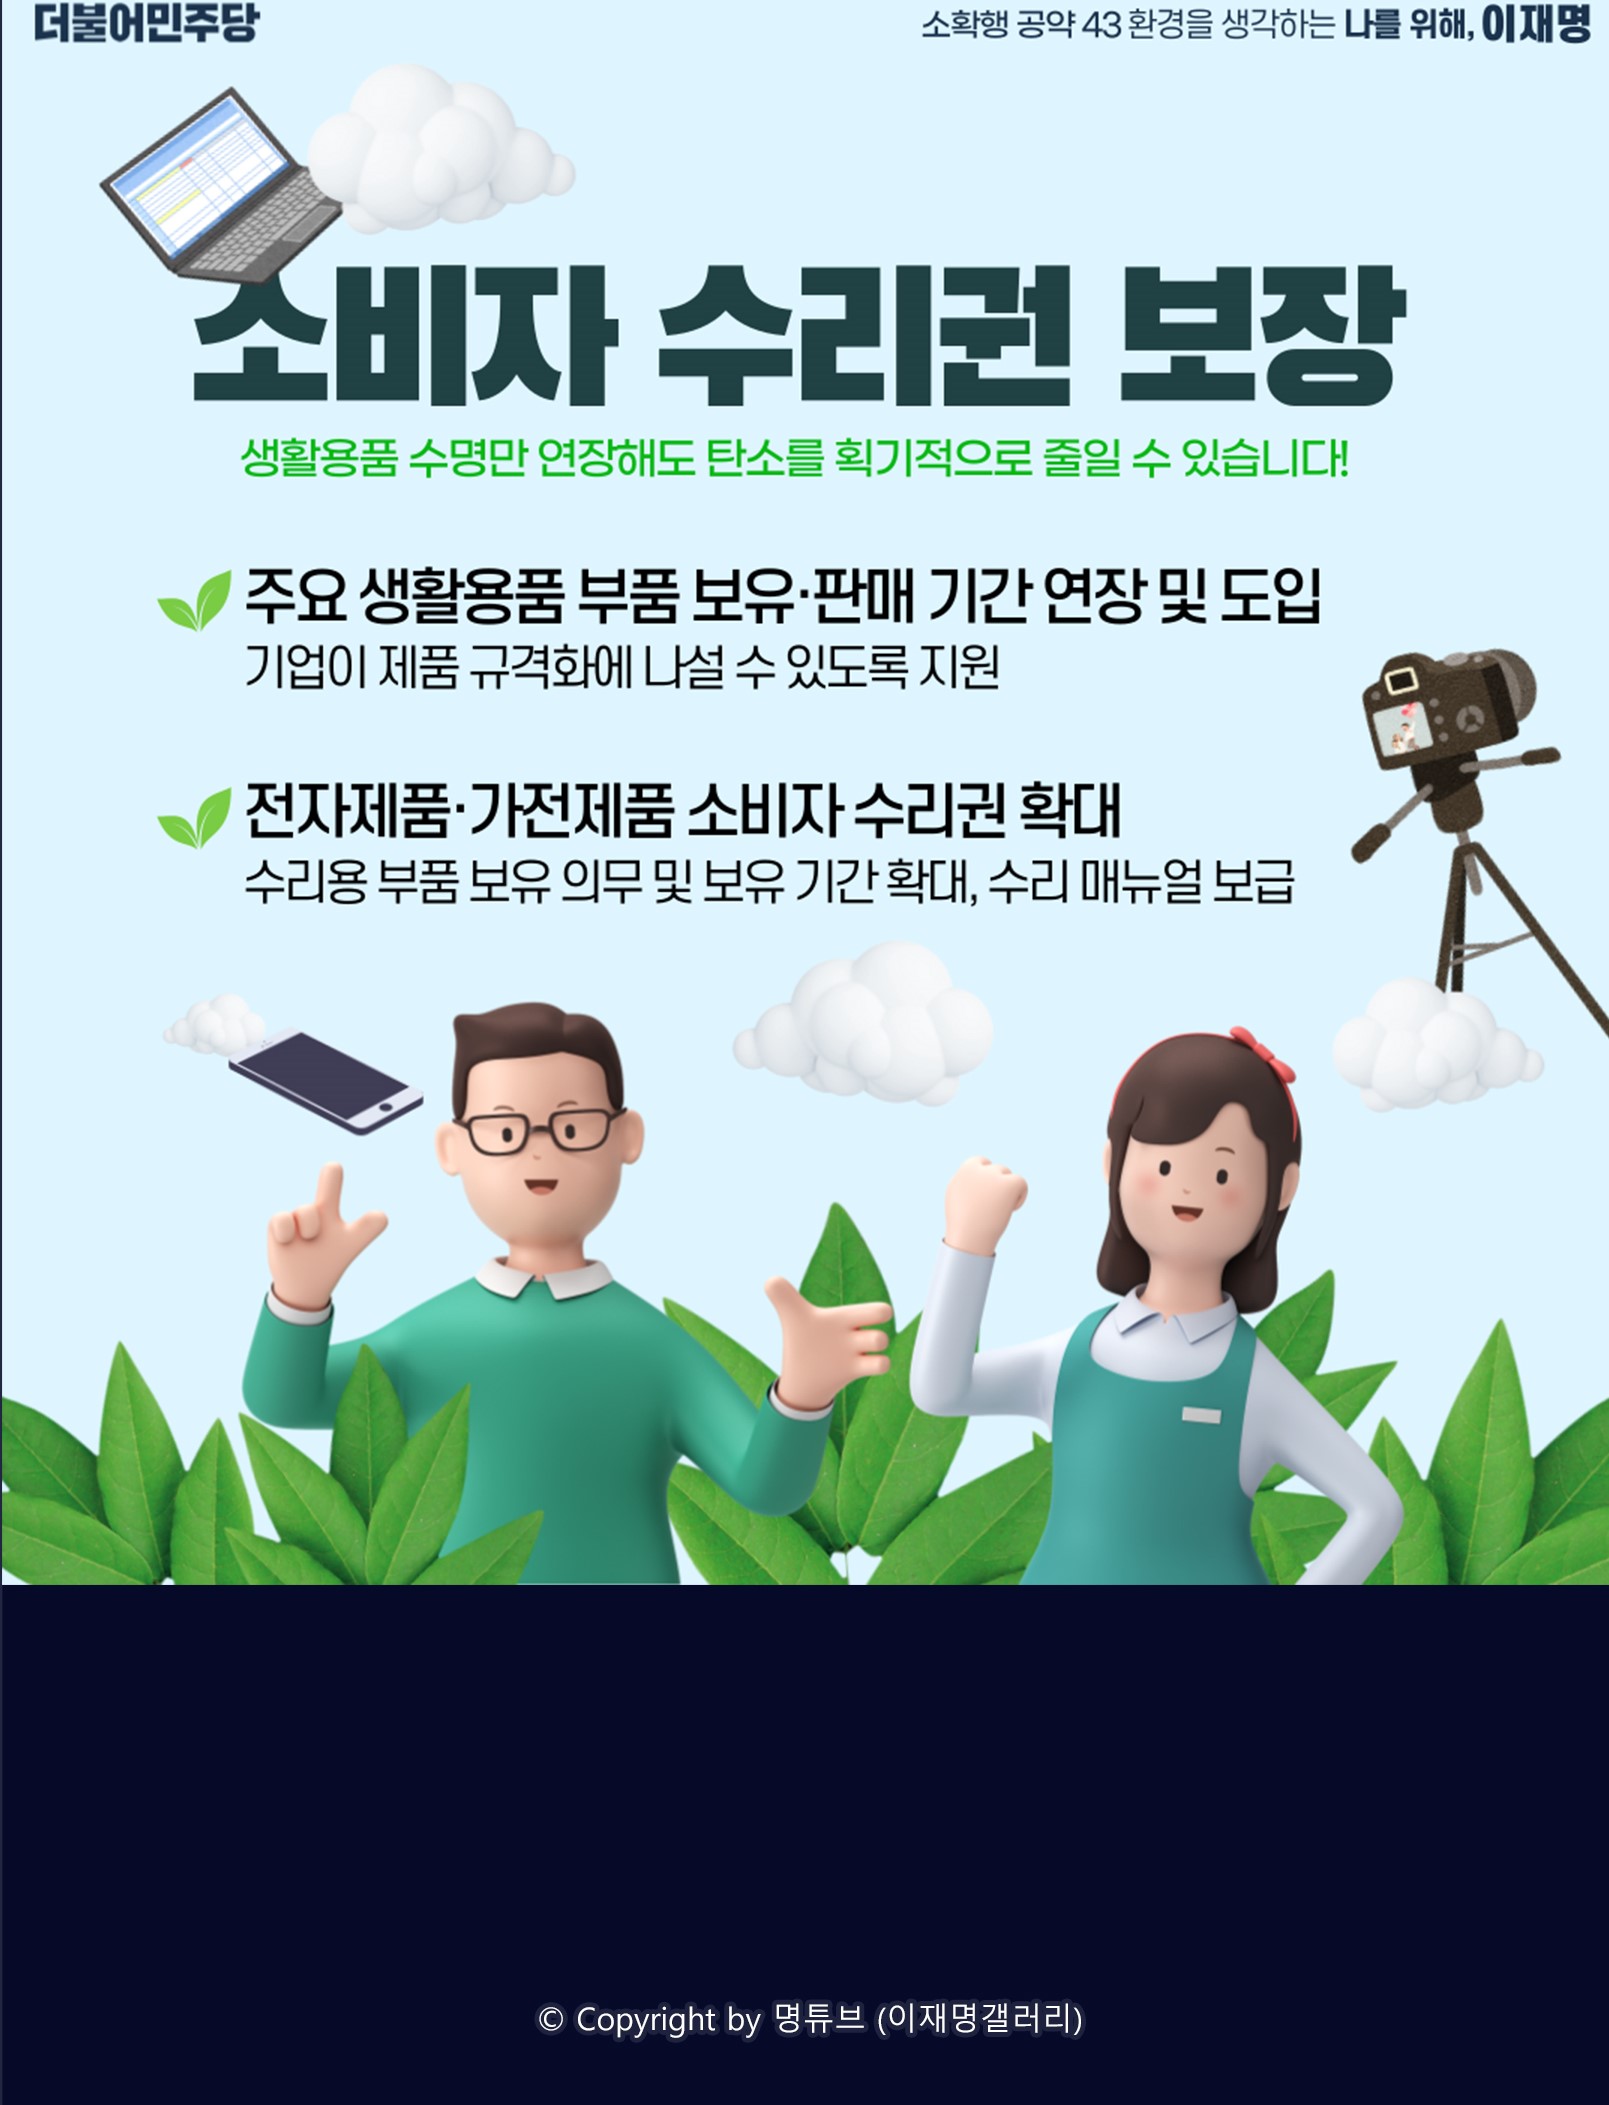 더불어민주당
소확행 공약 43 환경을 생각하는 나를 위해, 이재명
소비자 수리권 보장
생활용품 수명만 연장해도 탄소를 획기적으로 줄일 수 있습니다!
주요 생활용품 부품 보유·판매 기간 연장 및 도입
기업이 제품 규격화에 나설 수 있도록 지원
전자제품·가전제품 소비자 수리권 확대
수리용 부품 보유 의무 및 보유 기간 확대, 수리 매뉴얼 보급
© Copyright by 명튜브 (이재명갤러리)